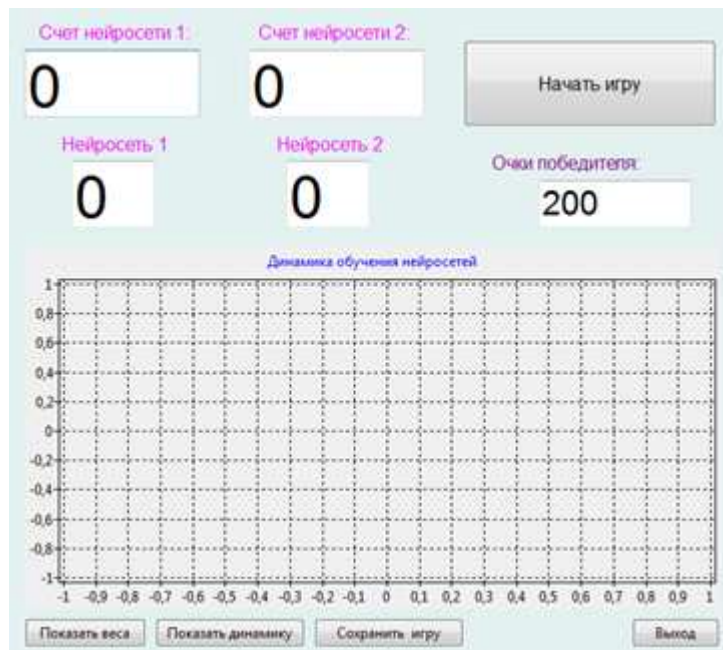 Счет нейросети 1:
Счет нейросети 2:
0
0
Начать игру
Нейросеть 1
Нейросеть 2
Очки победителя:
0
0
200
Динамика обучения нейросетей
1
0,8
0,6
0,4
0,2
0
-0,2
-0,4
-0,6
-0,8
-1
-1 -0,9 -0,8 -0,7 -0,6 -0,5 -0,4 -0,3 -0,2 -0,1 0 0,1 0,2 0,3 0,4 0,5 0,6 0,7 0,8 0,9 1
Показать веса
Показать динамику
Сохранить игру
Выход